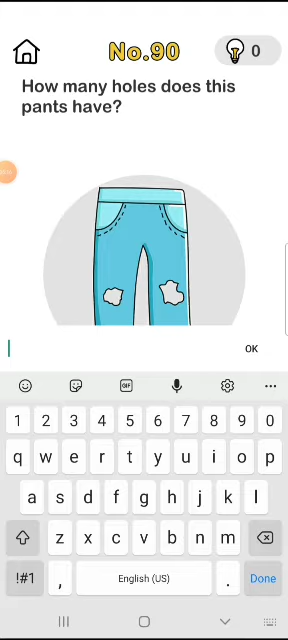 No.90
0
How many holes does this
pants have?
OK
GIF
1 2 3 4 5 6 7 8 9 0
q w e r t y u i o p
a s d f g h j k l
z x c v b n m
!#1 , English (US) . Done